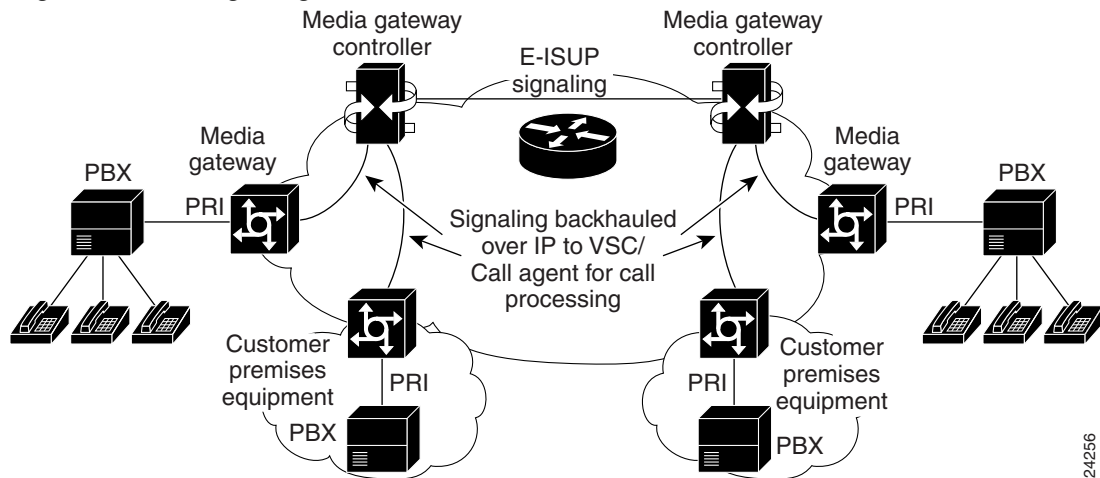 Media gateway
controller
Media gateway
controller
E-ISUP
signaling
Media
gateway
Media
gateway
PBX
PBX
PRI
PRI
Signaling backhauled
over IP to VSC/
Call agent for call
processing
Customer
premises
equipment
Customer
premises
equipment
PRI
PRI
PBX
PBX
24256